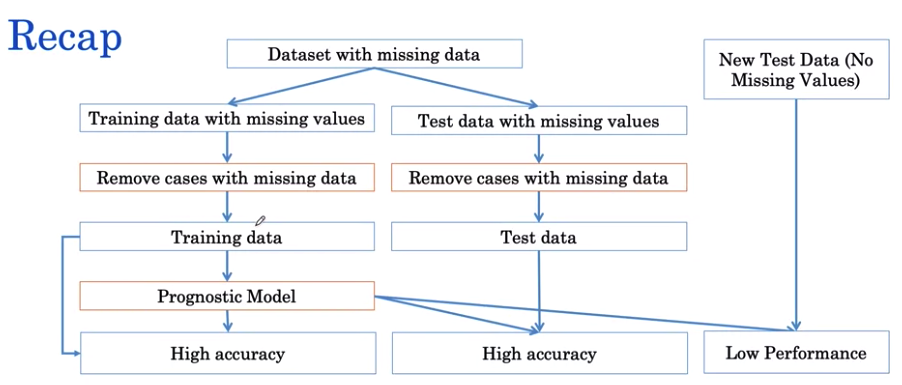 Recap
Dataset with missing data
New Test Data (No
Missing Values)
Training data with missing values
Test data with missing values
Remove cases with missing data
Remove cases with missing data
Training data
Test data
Prognostic Model
High accuracy
High accuracy
Low Performance